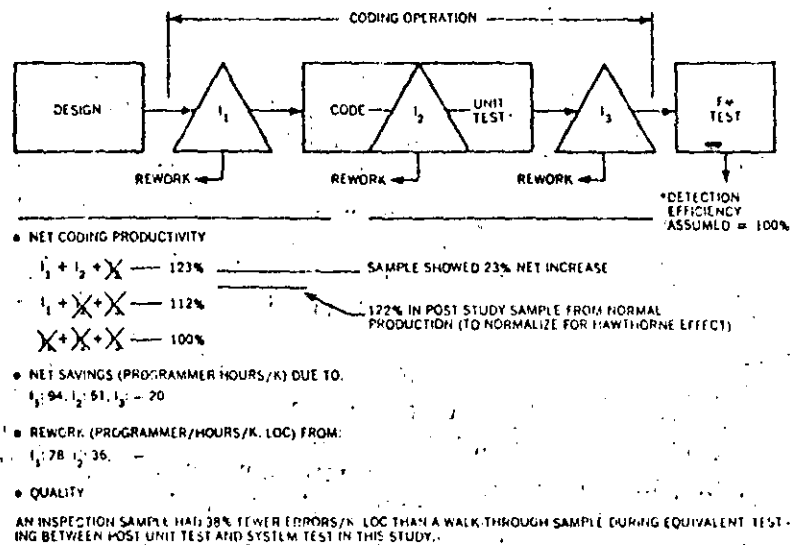 CODING OPERATION
DESIGN
I₁
CODE
I₂
UNIT
TEST
I₃
TEST
REWORK
REWORK
REWORK
*DETECTION
EFFICIENCY
ASSUMED = 100%
• NET CODING PRODUCTIVITY
I₁ + I₂ + — 123%
SAMPLE SHOWED 23% NET INCREASE
I₁ + — 112%
122% IN POST STUDY SAMPLE FROM NORMAL
PRODUCTION (TO NORMALIZE FOR HAWTHORNE EFFECT)
— 100%
• NET SAVINGS (PROGRAMMER HOURS/K) DUE TO.
I₁: 94, I₂: 51, I₃: – 20
• REWORK (PROGRAMMER/HOURS/K. LOC) FROM:
I₁: 78 I₂: 36, –
• QUALITY
AN INSPECTION SAMPLE HAD 38% FEWER ERRORS/K. LOC THAN A WALK-THROUGH SAMPLE DURING EQUIVALENT TEST-
ING BETWEEN POST UNIT TEST AND SYSTEM TEST IN THIS STUDY.